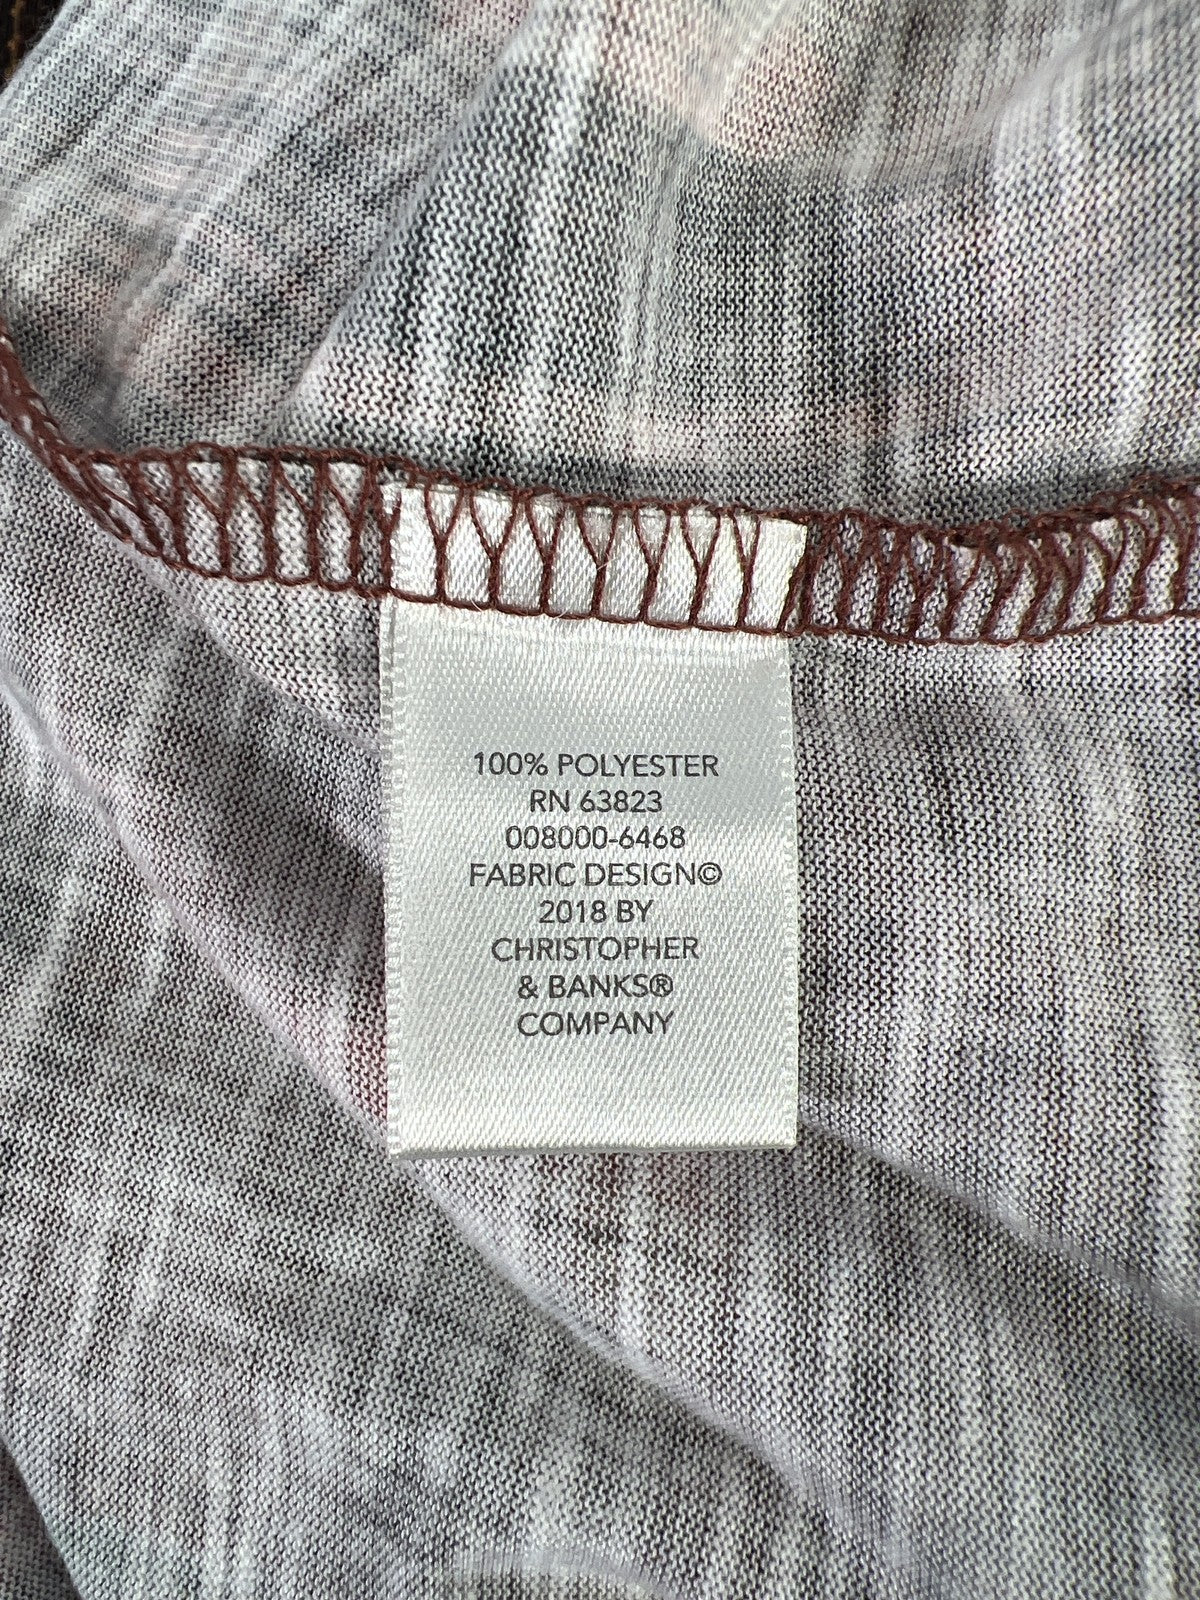 100% POLYESTER
RN 63823
008000-6468
FABRIC DESIGN©
2018 BY
CHRISTOPHER
& BANKS®
COMPANY